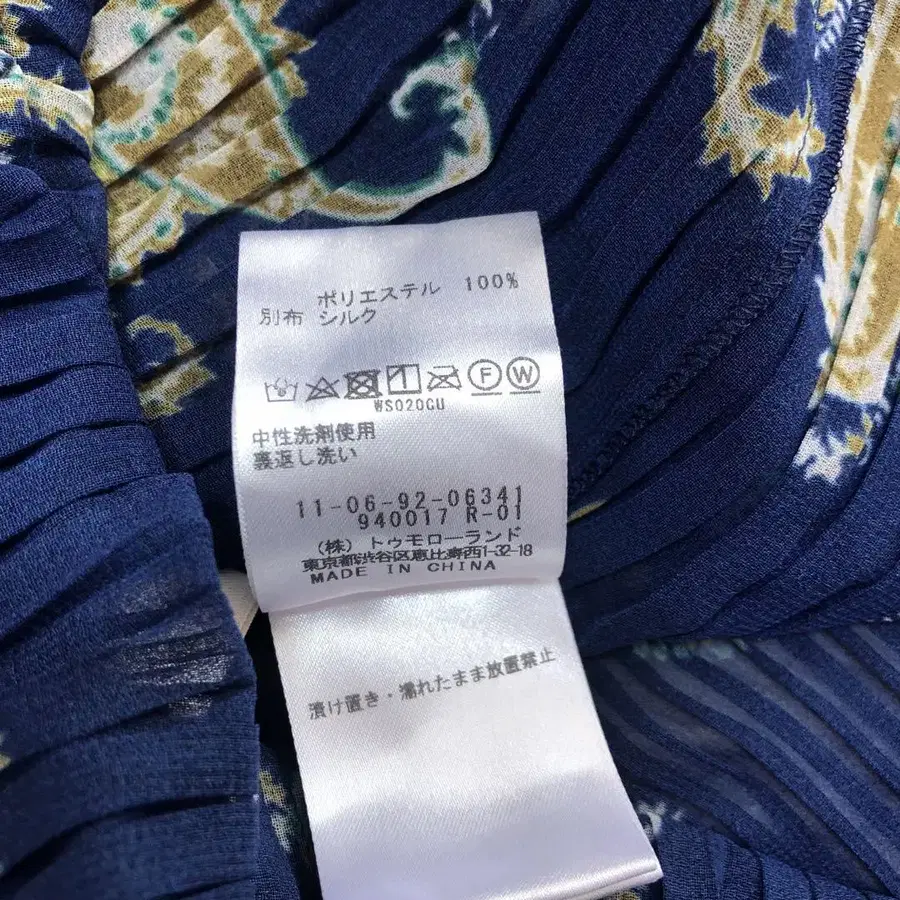 ポリエステル 100%
別布 シルク
F W
WS020CU
中性洗剤使用
裏返し洗い
11-06-92-06341
940017 R-01
(株) トゥモローランド
東京都渋谷区恵比寿西1-32-18
MADE IN CHINA
漬け置き・濡れたまま放置禁止